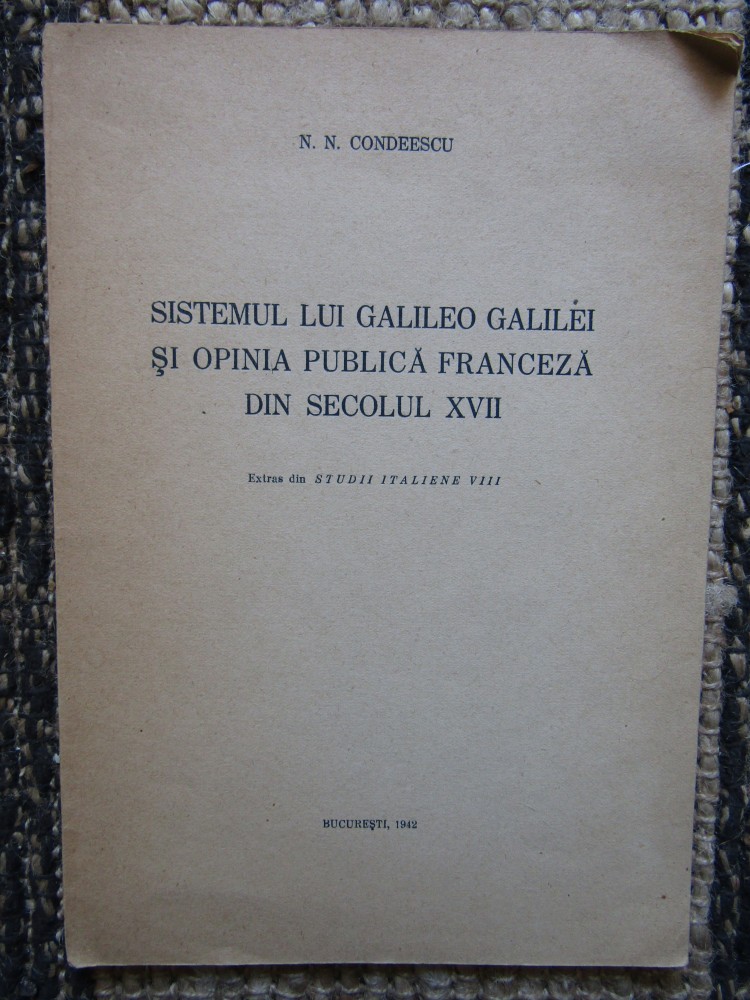 N. N. CONDEESCU
SISTEMUL LUI GALILEO GALILEI
ŞI OPINIA PUBLICĂ FRANCEZĂ
DIN SECOLUL XVII
Extras din STUDII ITALIENE VIII
BUCUREŞTI, 1942